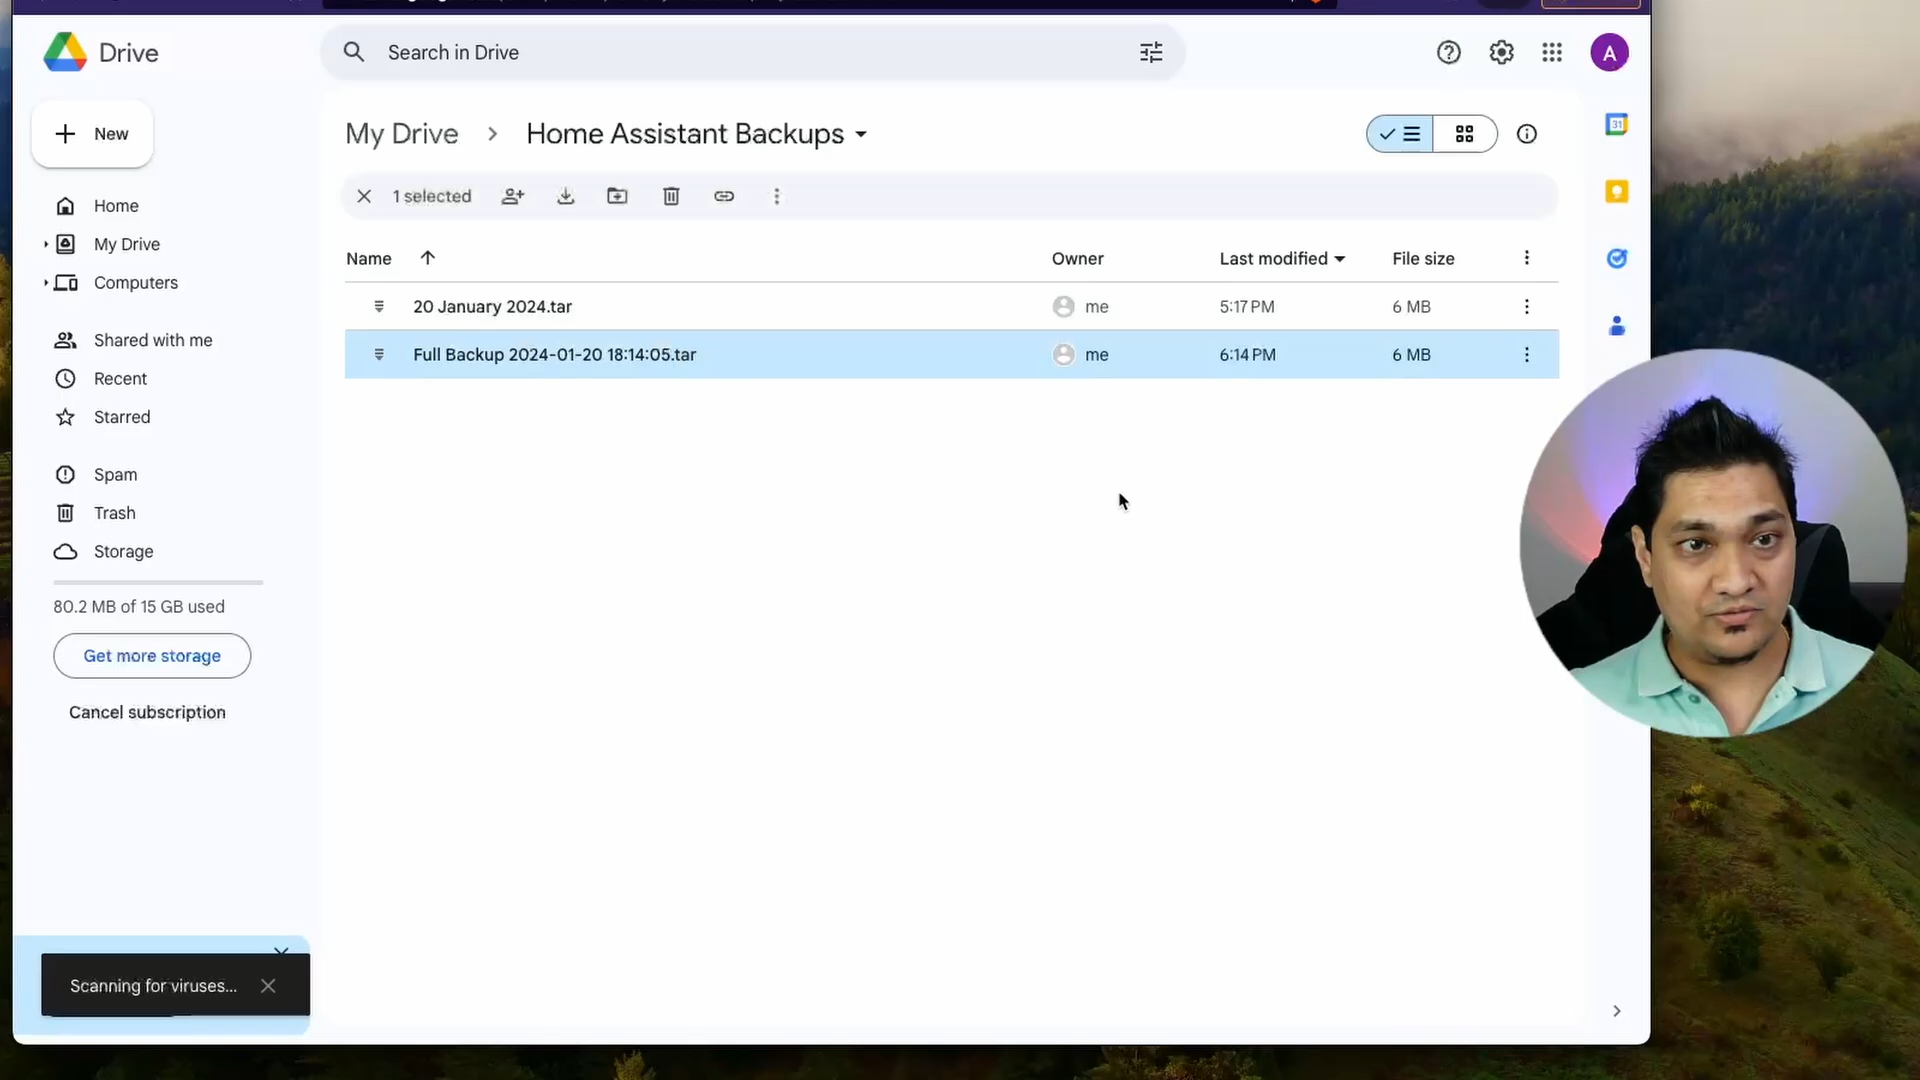 Drive
Search in Drive
A
New
My Drive
Home Assistant Backups
31
1 selected
Home
My Drive
Computers
Shared with me
Recent
Starred
Spam
Trash
Storage
80.2 MB of 15 GB used
Get more storage
Cancel subscription
Name
Owner
Last modified
File size
20 January 2024.tar
me
5:17 PM
6 MB
Full Backup 2024-01-20 18:14:05.tar
me
6:14 PM
6 MB
Scanning for viruses...